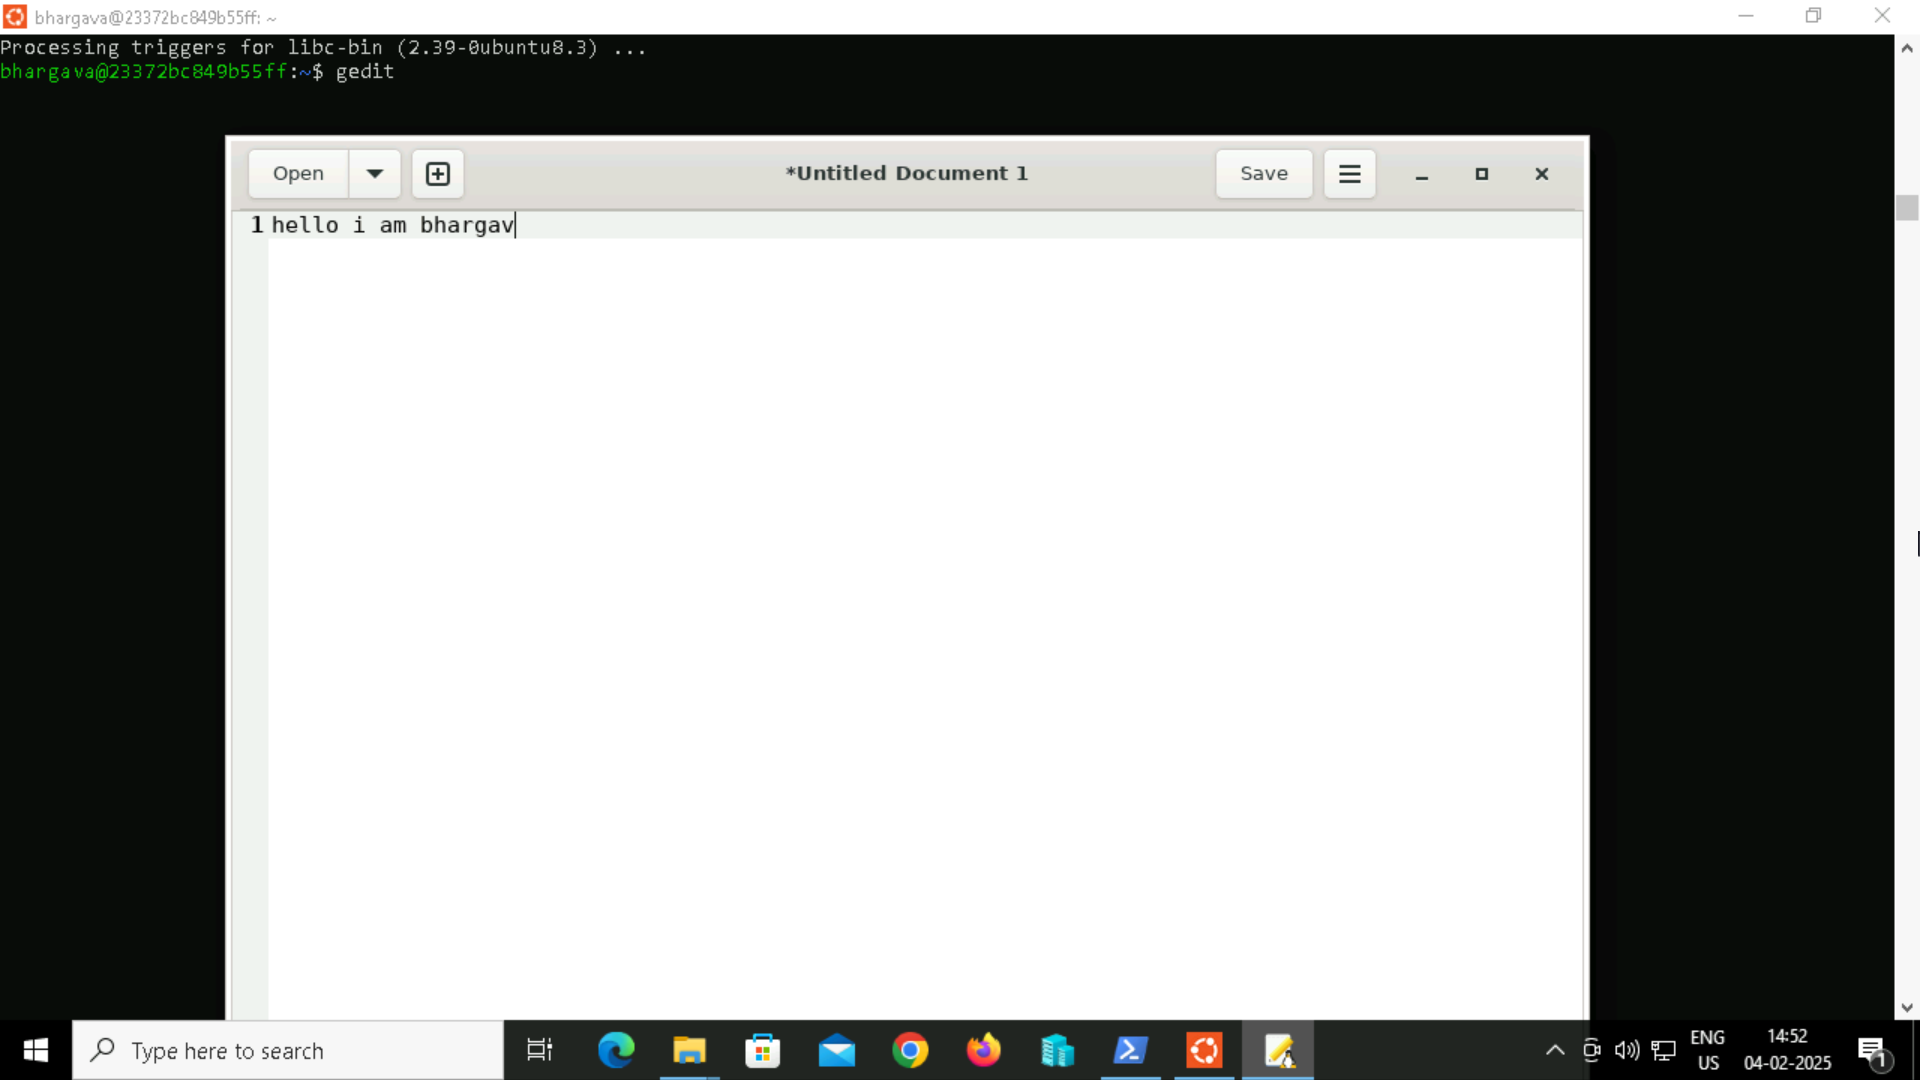 bhargava@23372bc849b55ff: ~
Processing triggers for libc-bin (2.39-0ubuntu8.3) ...
bhargava@23372bc849b55ff:~$ gedit
Open
*Untitled Document 1
Save
1 hello i am bhargav
Type here to search
ENG
US
14:52
04-02-2025
1